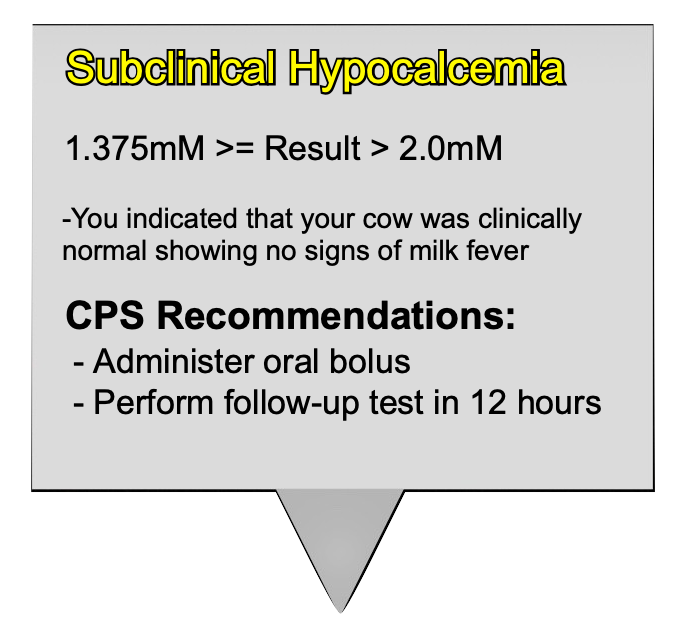 Subclinical Hypocalcemia
1.375mM >= Result > 2.0mM
-You indicated that your cow was clinically
normal showing no signs of milk fever
CPS Recommendations:
- Administer oral bolus
- Perform follow-up test in 12 hours